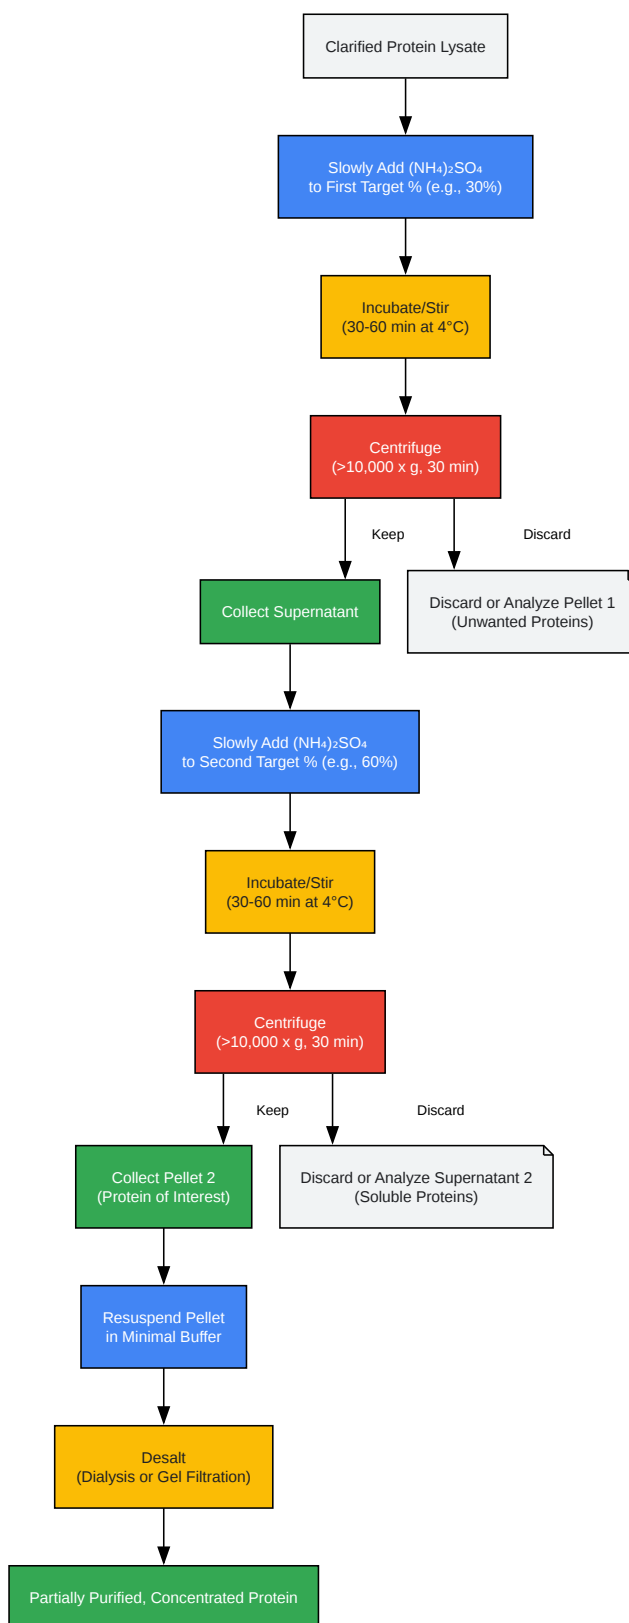 Clarified Protein Lysate
Slowly Add (NH₄)₂SO₄
to First Target % (e.g., 30%)
Incubate/Stir
(30-60 min at 4°C)
Centrifuge
(>10,000 x g, 30 min)
Keep
Discard
Collect Supernatant
Discard or Analyze Pellet 1
(Unwanted Proteins)
Slowly Add (NH₄)₂SO₄
to Second Target % (e.g., 60%)
Incubate/Stir
(30-60 min at 4°C)
Centrifuge
(>10,000 x g, 30 min)
Keep
Discard
Collect Pellet 2
(Protein of Interest)
Discard or Analyze Supernatant 2
(Soluble Proteins)
Resuspend Pellet
in Minimal Buffer
Desalt
(Dialysis or Gel Filtration)
Partially Purified, Concentrated Protein